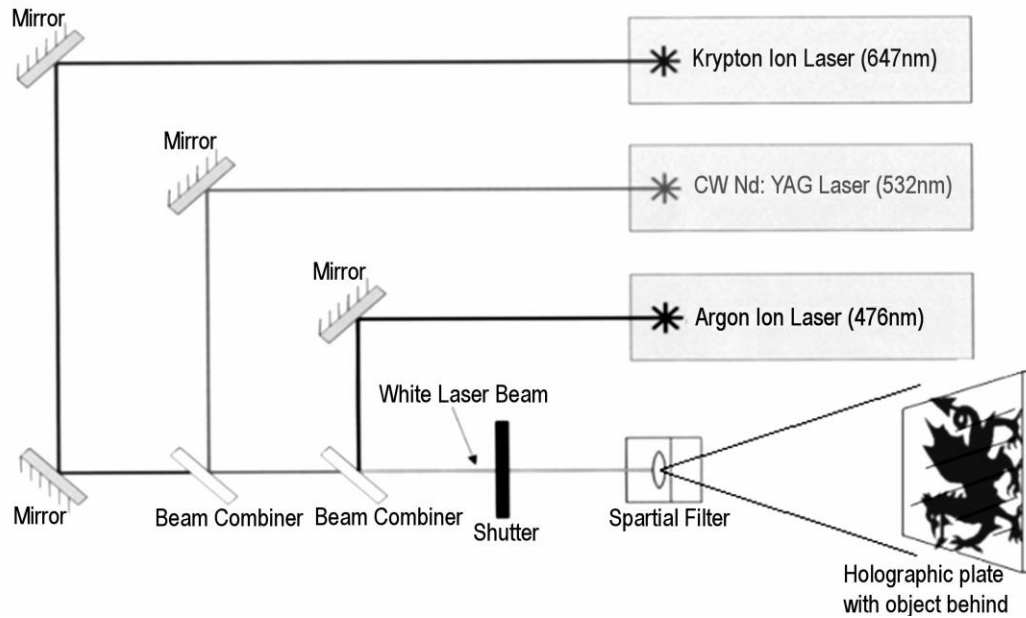 Mirror
Krypton Ion Laser (647nm)
Mirror
CW Nd: YAG Laser (532nm)
Mirror
Argon Ion Laser (476nm)
White Laser Beam
Mirror
Beam Combiner
Beam Combiner
Shutter
Spartial Filter
Holographic plate
with object behind